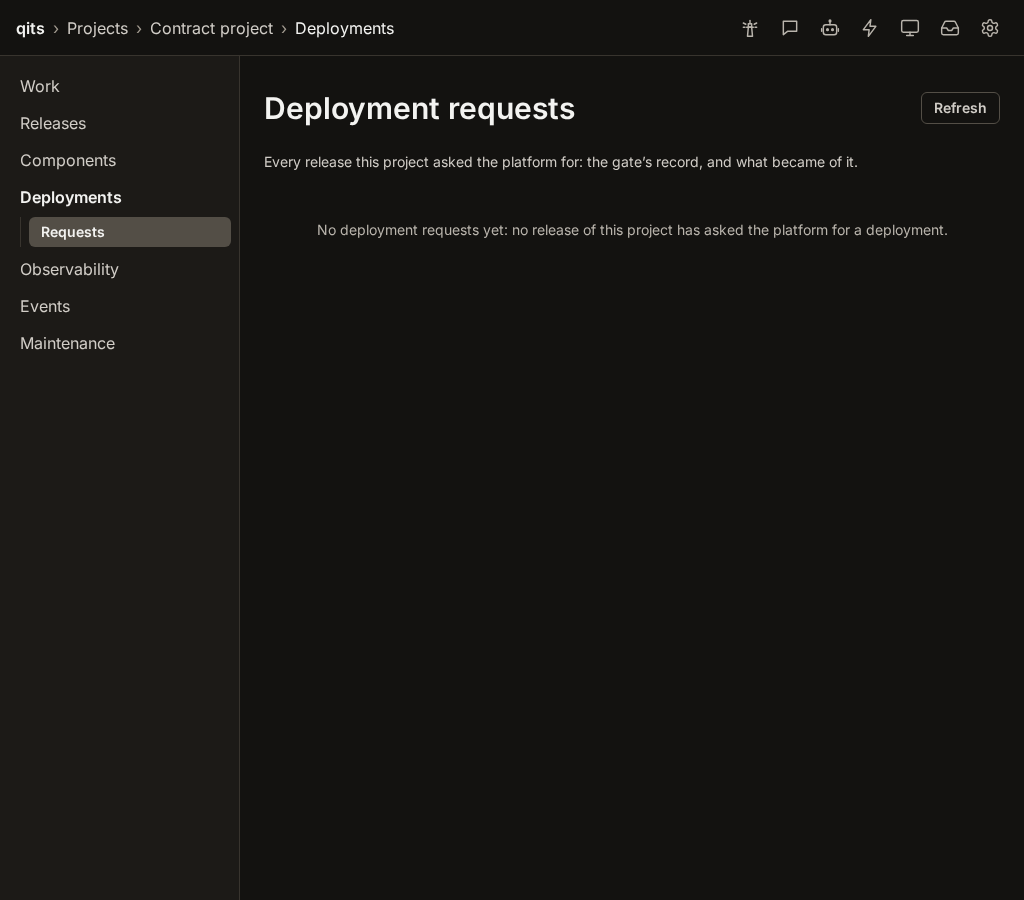 qits › Projects › Contract project › Deployments
Work
Releases
Components
Deployments
Requests
Observability
Events
Maintenance
Deployment requests
Refresh
Every release this project asked the platform for: the gate’s record, and what became of it.
No deployment requests yet: no release of this project has asked the platform for a deployment.